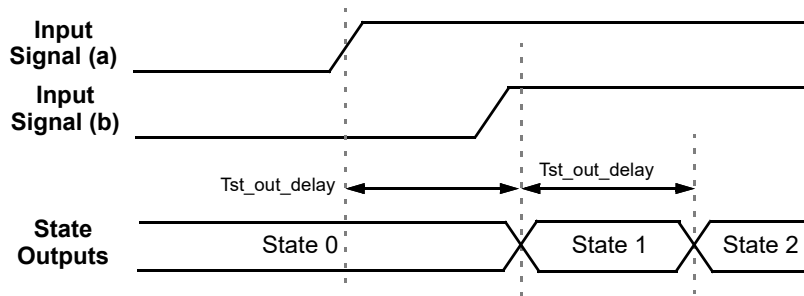 Input
Signal (a)
Input
Signal (b)
Tst_out_delay
Tst_out_delay
State
Outputs
State 0
State 1
State 2